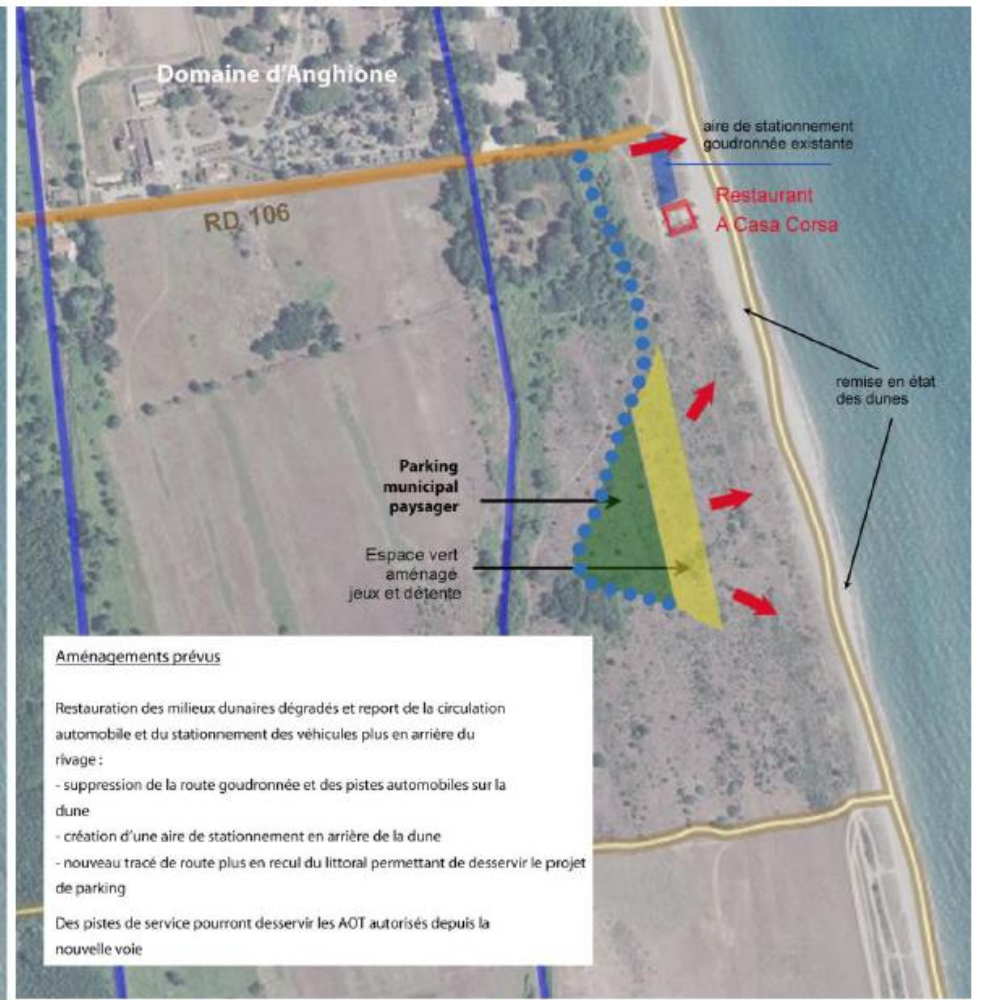 Domaine d'Anghione
aire de stationnement
goudronnée existante
Restaurant
A Casa Corsa
RD 106
remise en état
des dunes
Parking
municipal
paysager
Espace vert
aménagé
jeux et détente
Aménagements prévus
Restauration des milieux dunaires dégradés et report de la circulation
automobile et du stationnement des véhicules plus en arrière du
rivage :
- suppression de la route goudronnée et des pistes automobiles sur la
dune
- création d'une aire de stationnement en arrière de la dune
- nouveau tracé de route plus en recul du littoral permettant de desservir le projet
de parking
Des pistes de service pourront desservir les AOT autorisés depuis la
nouvelle voie